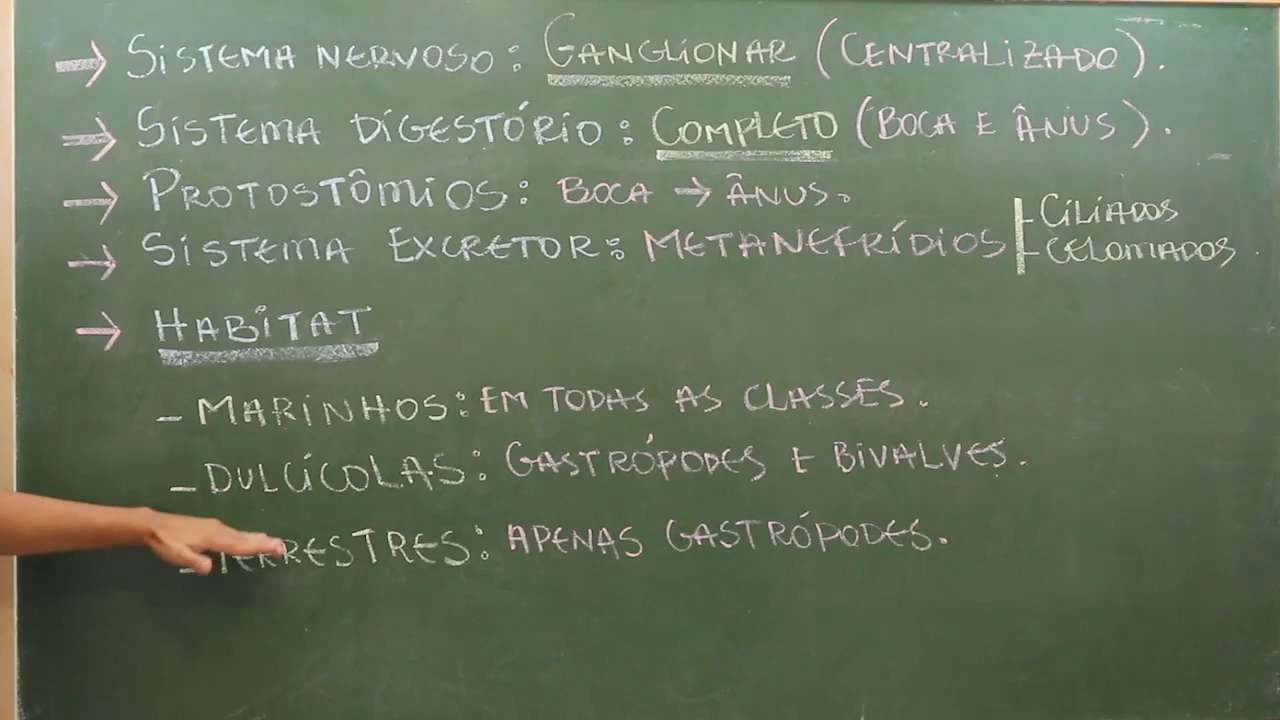 → SISTEMA NERVOSO: GANGLIONAR (CENTRALIZADO).
→ SISTEMA DIGESTÓRIO: COMPLETO (BOCA E ÂNUS).
→ PROTOSTÔMIOS: BOCA → ÂNUS.
→ SISTEMA EXCRETOR: METANEFRÍDIOS
- CILIADOS
- CELOMADOS
→ HABITAT
- MARINHOS: EM TODAS AS CLASSES.
- DULCÍCOLAS: GASTRÓPODES E BIVALVES.
- TERRESTRES: APENAS GASTRÓPODES.